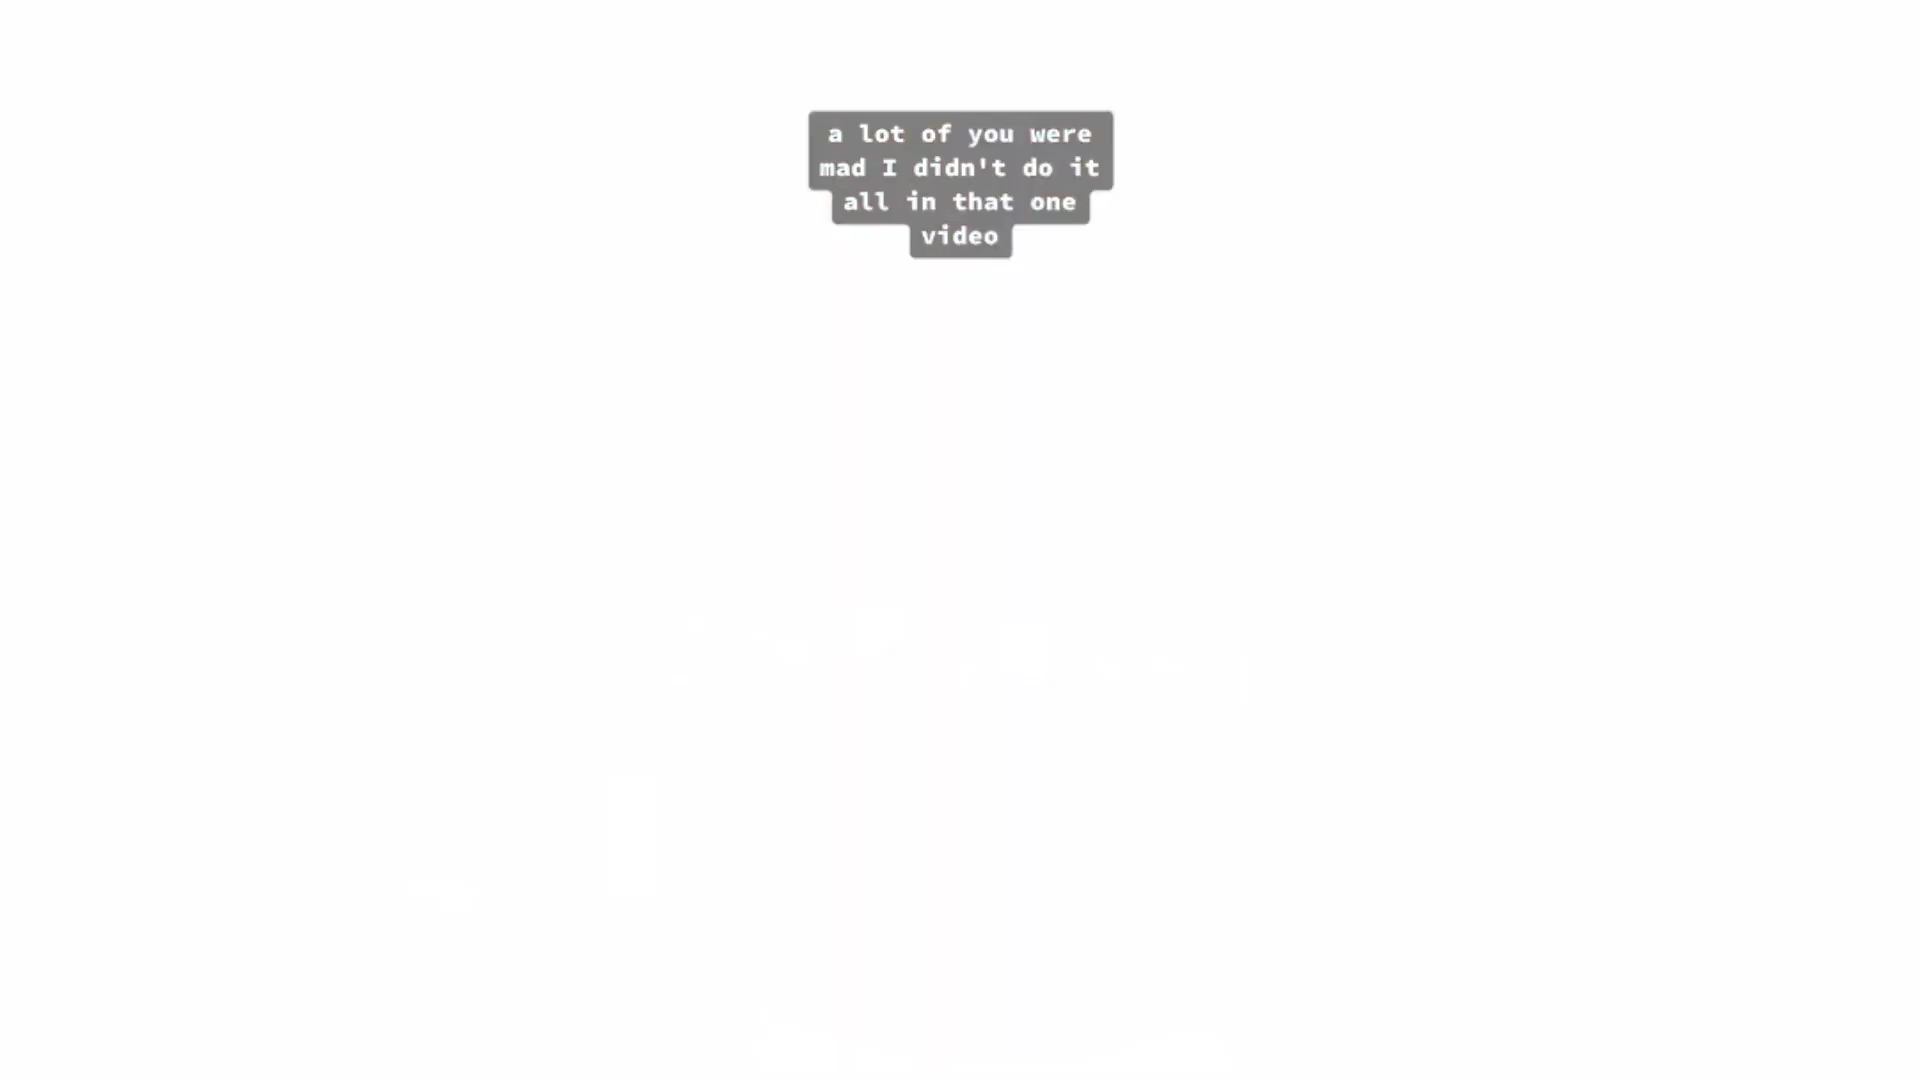 a lot of you were
mad I didn't do it
all in that one
video